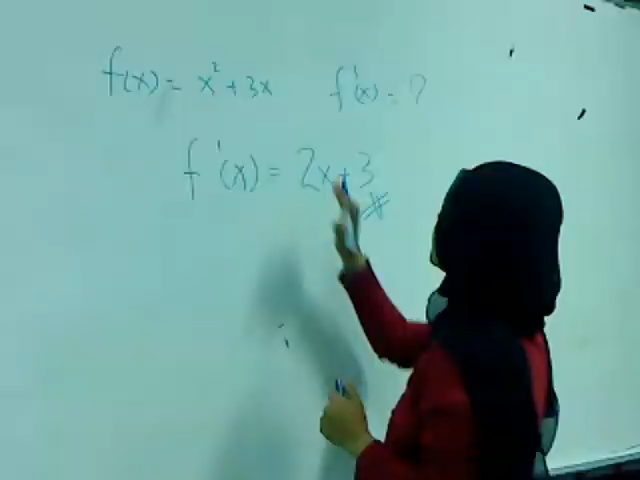 f(x) = x² + 3x f'(x) = ?
f'(x) = 2x + 3